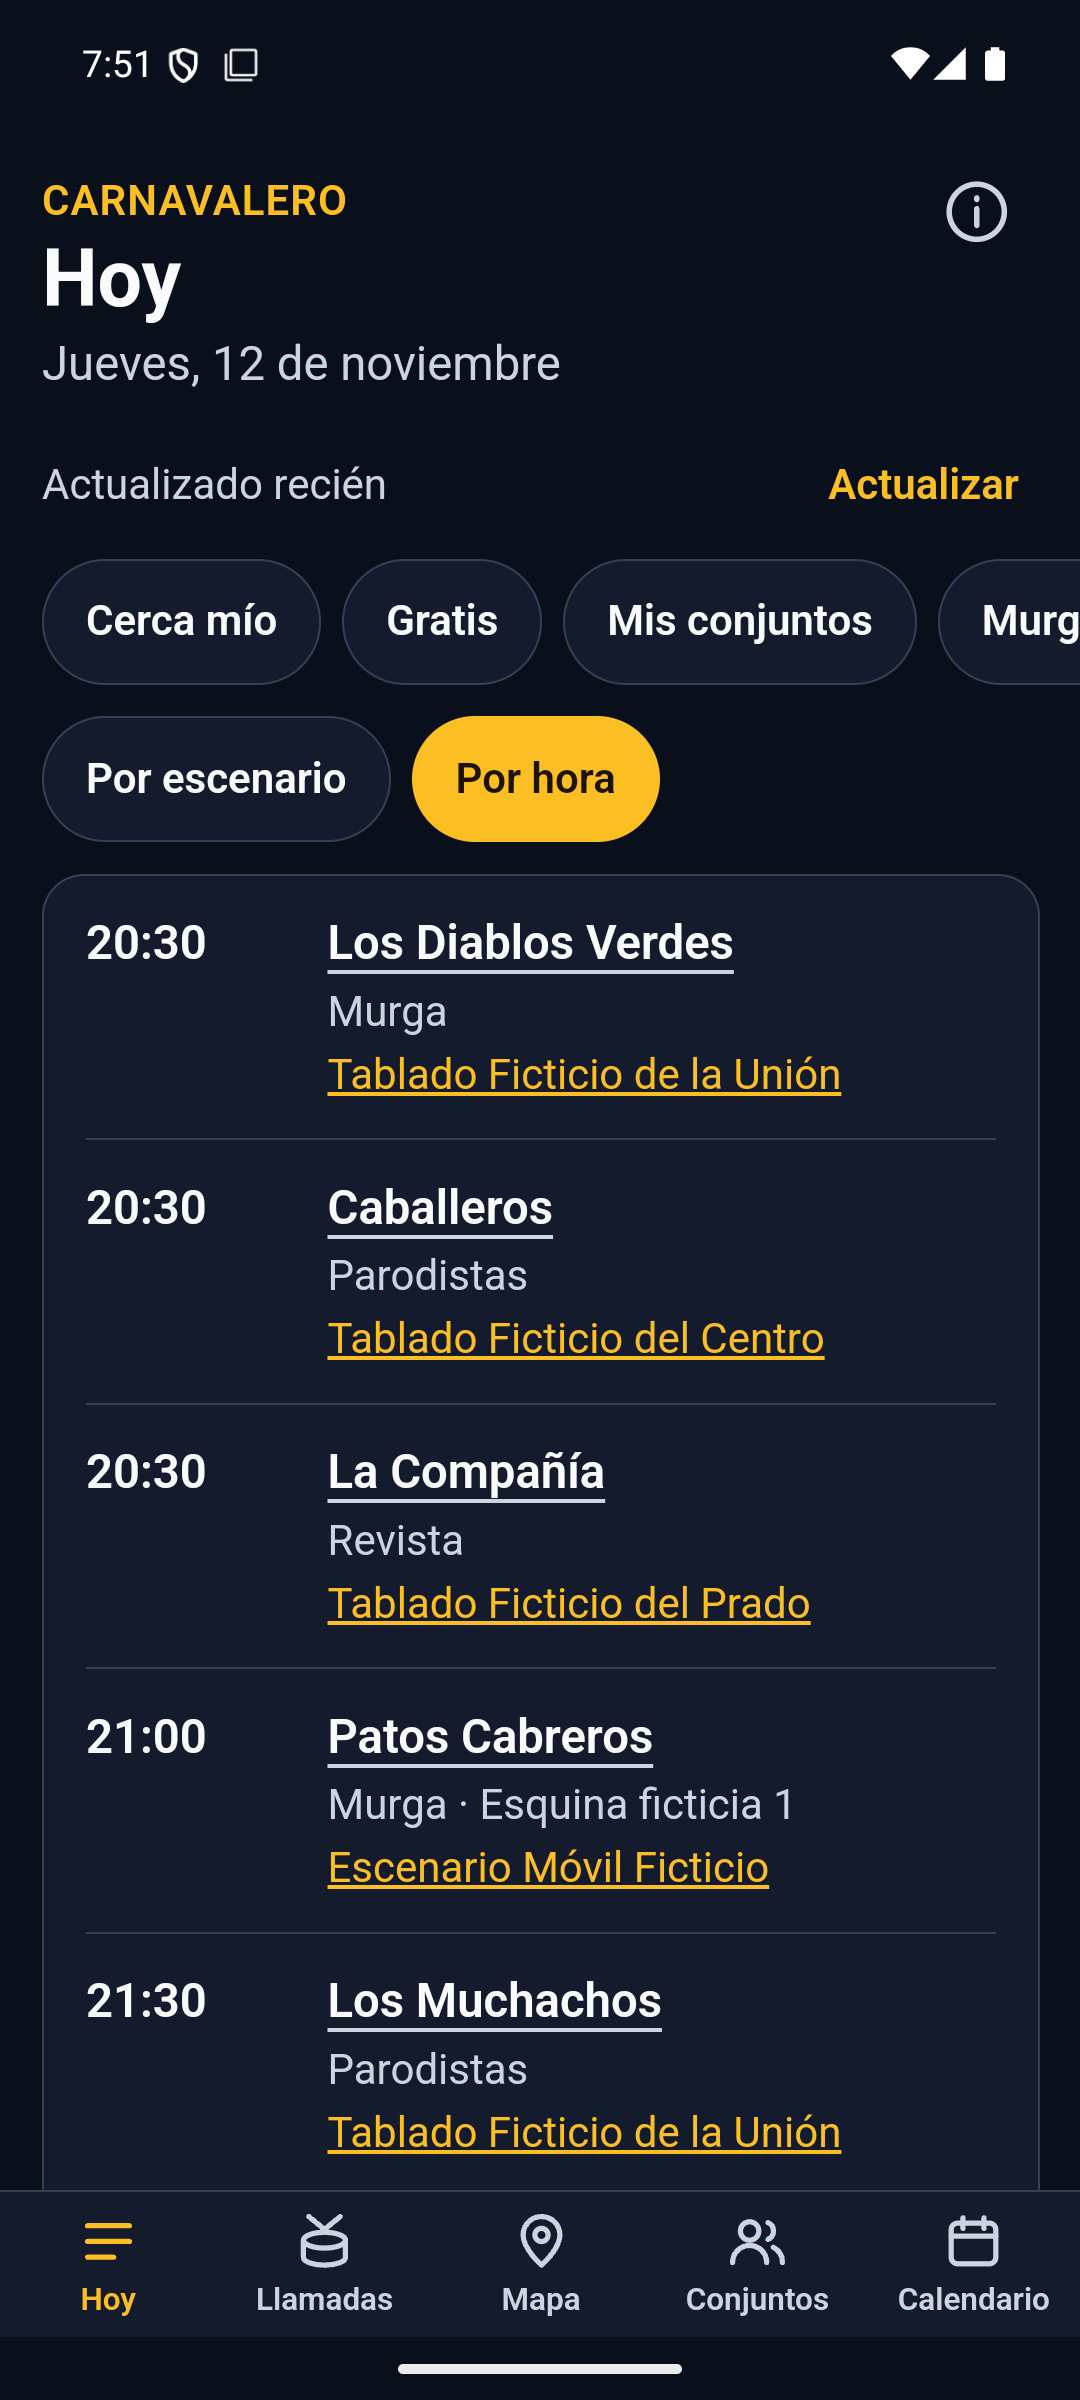 7:51
CARNAVALERO
Hoy
Jueves, 12 de noviembre
Actualizado recién
Actualizar
Cerca mío
Gratis
Mis conjuntos
Murg
Por escenario
Por hora
20:30
Los Diablos Verdes
Murga
Tablado Ficticio de la Unión
20:30
Caballeros
Parodistas
Tablado Ficticio del Centro
20:30
La Compañía
Revista
Tablado Ficticio del Prado
21:00
Patos Cabreros
Murga · Esquina ficticia 1
Escenario Móvil Ficticio
21:30
Los Muchachos
Parodistas
Tablado Ficticio de la Unión
Hoy
Llamadas
Mapa
Conjuntos
Calendario